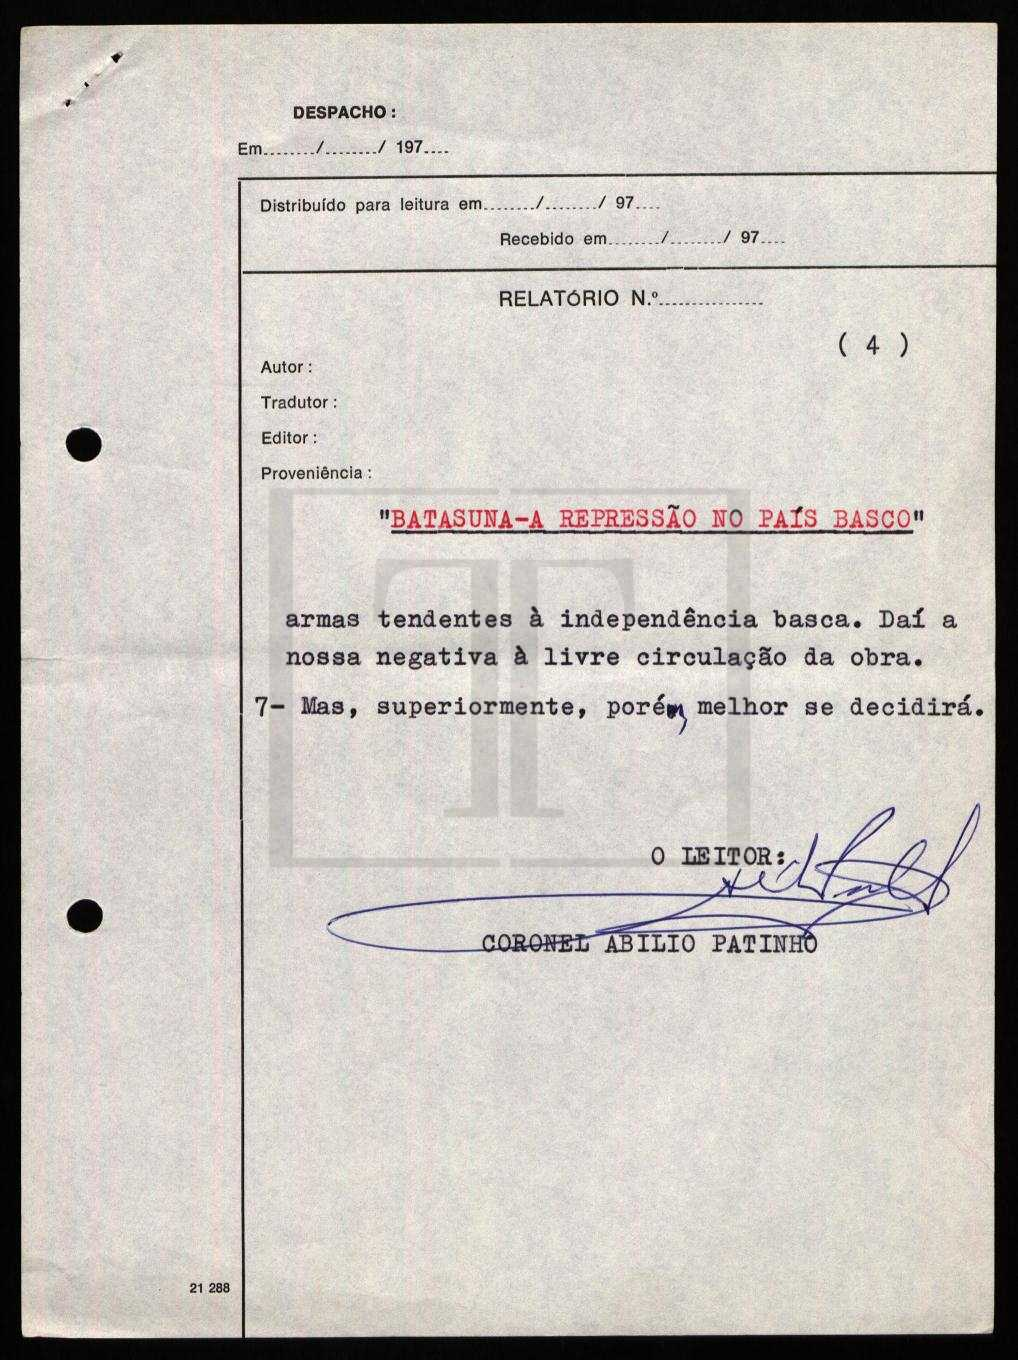 DESPACHO :
Em......../......../ 197....
Distribuído para leitura em......../......../ 97....
Recebido em......../......../ 97....
RELATÓRIO N.º................
( 4 )
Autor :
Tradutor :
Editor :
Proveniência :
"BATASUNA-A REPRESSÃO NO PAÍS BASCO"
armas tendentes à independência basca. Daí a
nossa negativa à livre circulação da obra.
7- Mas, superiormente, porém, melhor se decidirá.
O LEITOR:
CORONEL ABILIO PATINHO
21 288